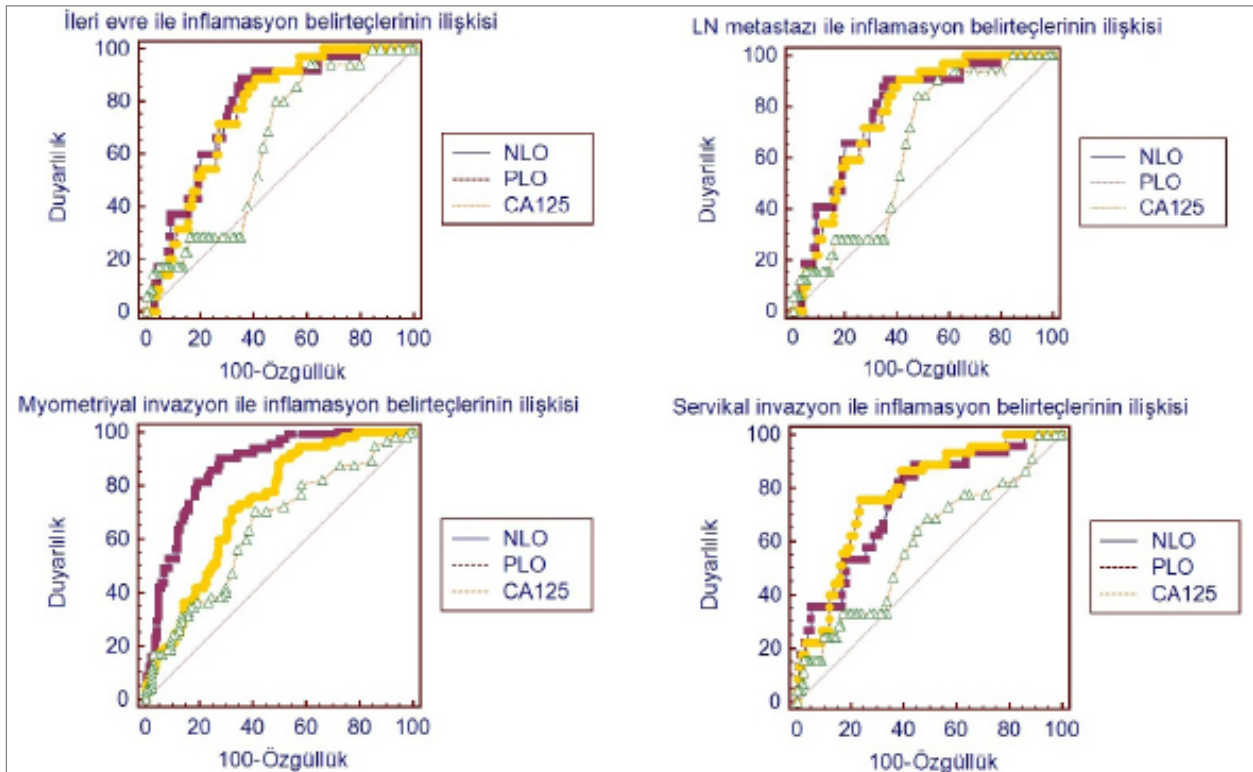 İleri evre ile inflamasyon belirteçlerinin ilişkisi
100
80
60
40
20
0
Duyarlılık
0 20 40 60 80 100
100-Özgüllük
NLO
PLO
CA125
LN metastazı ile inflamasyon belirteçlerinin ilişkisi
100
80
60
40
20
0
Duyarlılık
0 20 40 60 80 100
100-Özgüllük
NLO
PLO
CA125
Myometriyal invazyon ile inflamasyon belirteçlerinin ilişkisi
100
80
60
40
20
0
Duyarlılık
0 20 40 60 80 100
100-Özgüllük
NLO
PLO
CA125
Servikal invazyon ile inflamasyon belirteçlerinin ilişkisi
100
80
60
40
20
0
Duyarlılık
0 20 40 60 80 100
100-Özgüllük
NLO
PLO
CA125